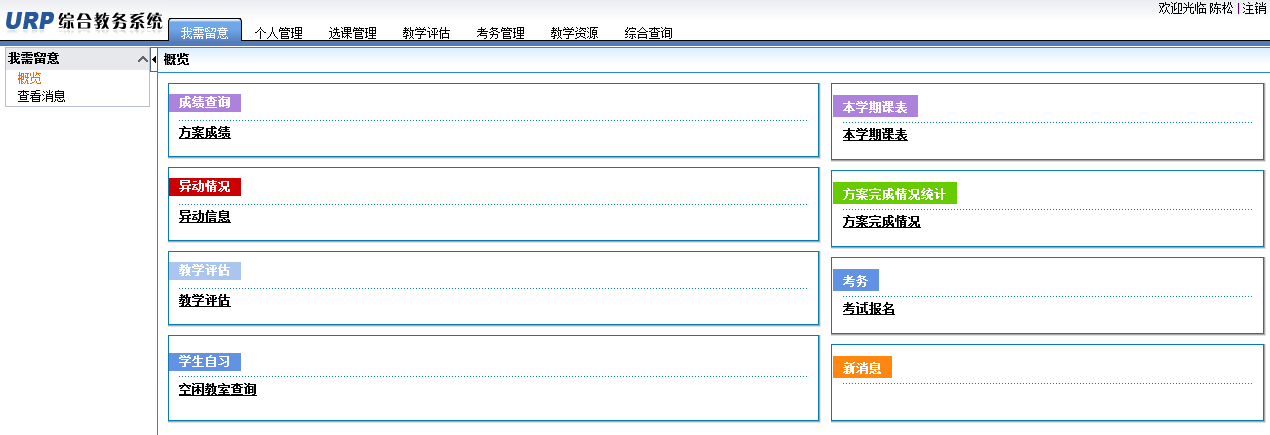 欢迎光临 陈松 | 注销
URP 综合教务系统
我需留意 个人管理 选课管理 教学评估 考务管理 教学资源 综合查询
我需留意
概览
查看消息
概览
成绩查询
方案成绩
异动情况
异动信息
教学评估
教学评估
学生自习
空闲教室查询
本学期课表
本学期课表
方案完成情况统计
方案完成情况
考务
考试报名
新消息